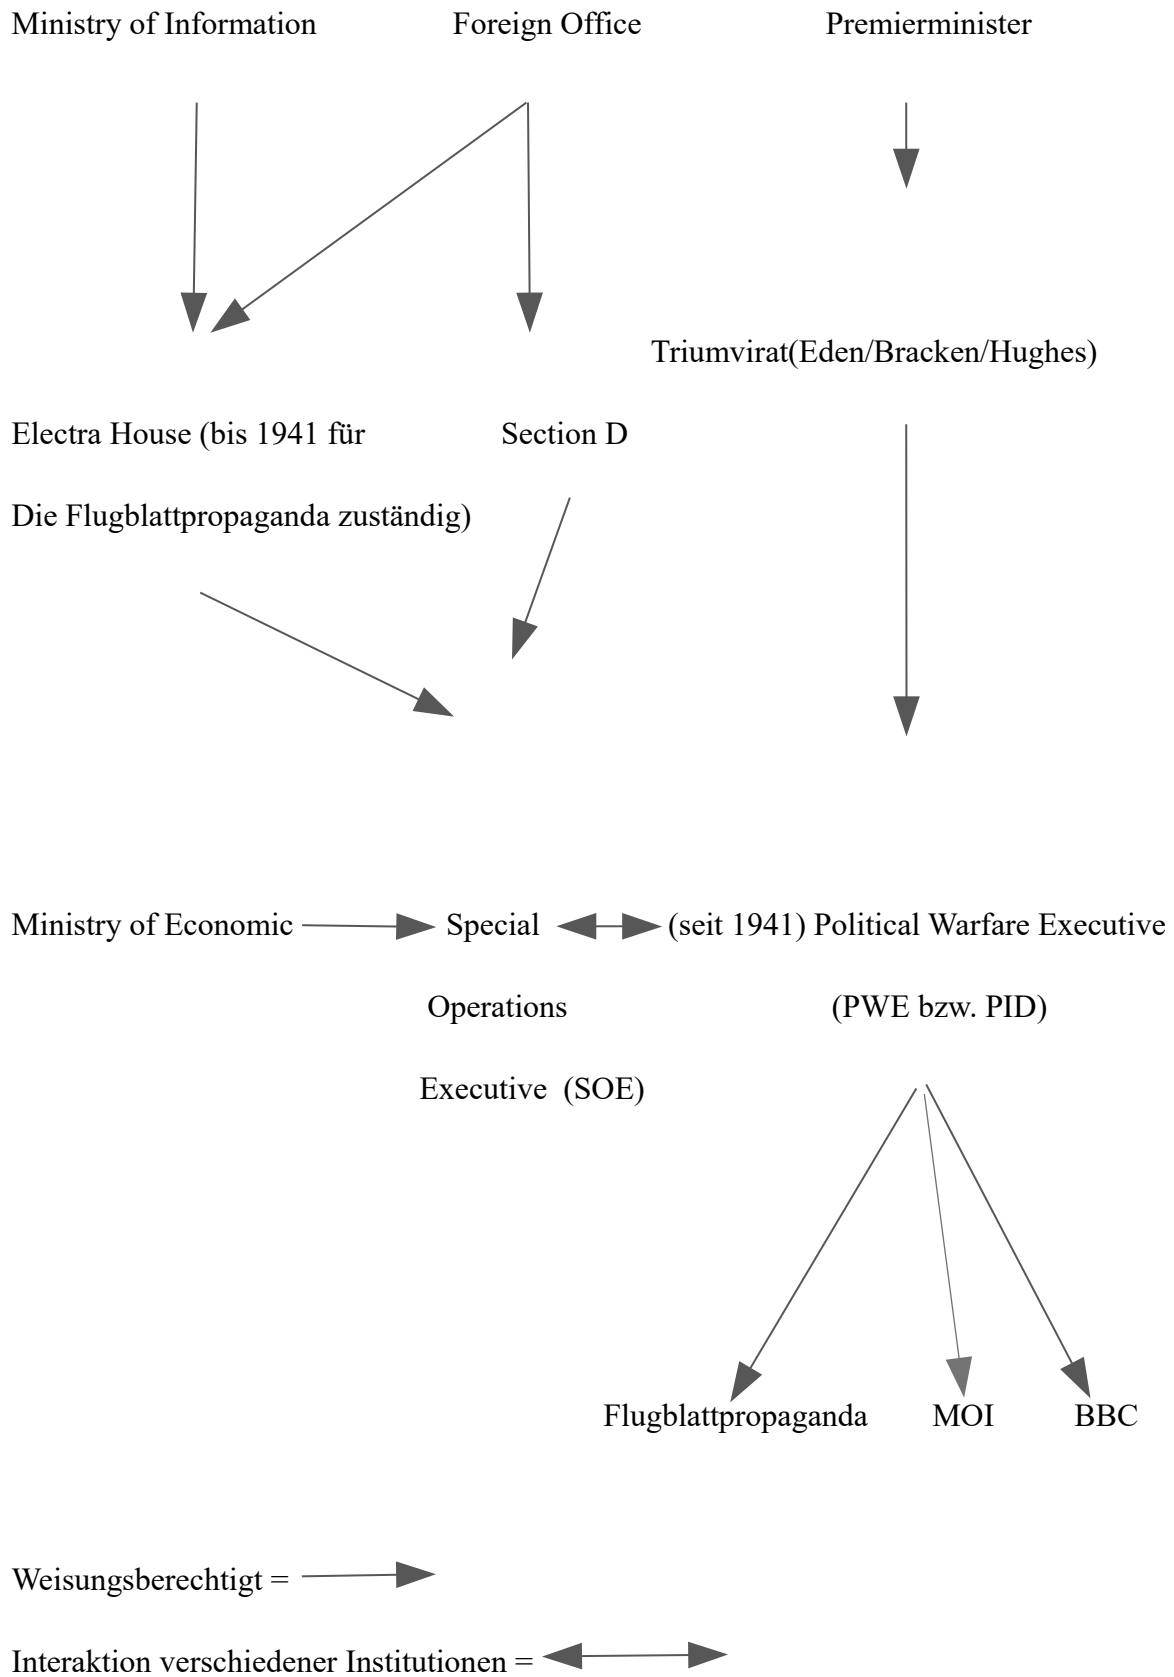 Ministry of Information Foreign Office Premierminister
Triumvirat(Eden/Bracken/Hughes)
Electra House (bis 1941 für Section D
Die Flugblattpropaganda zuständig)
Ministry of Economic Special (seit 1941) Political Warfare Executive
Operations (PWE bzw. PID)
Executive (SOE)
Flugblattpropaganda MOI BBC
Weisungsberechtigt =
Interaktion verschiedener Institutionen =